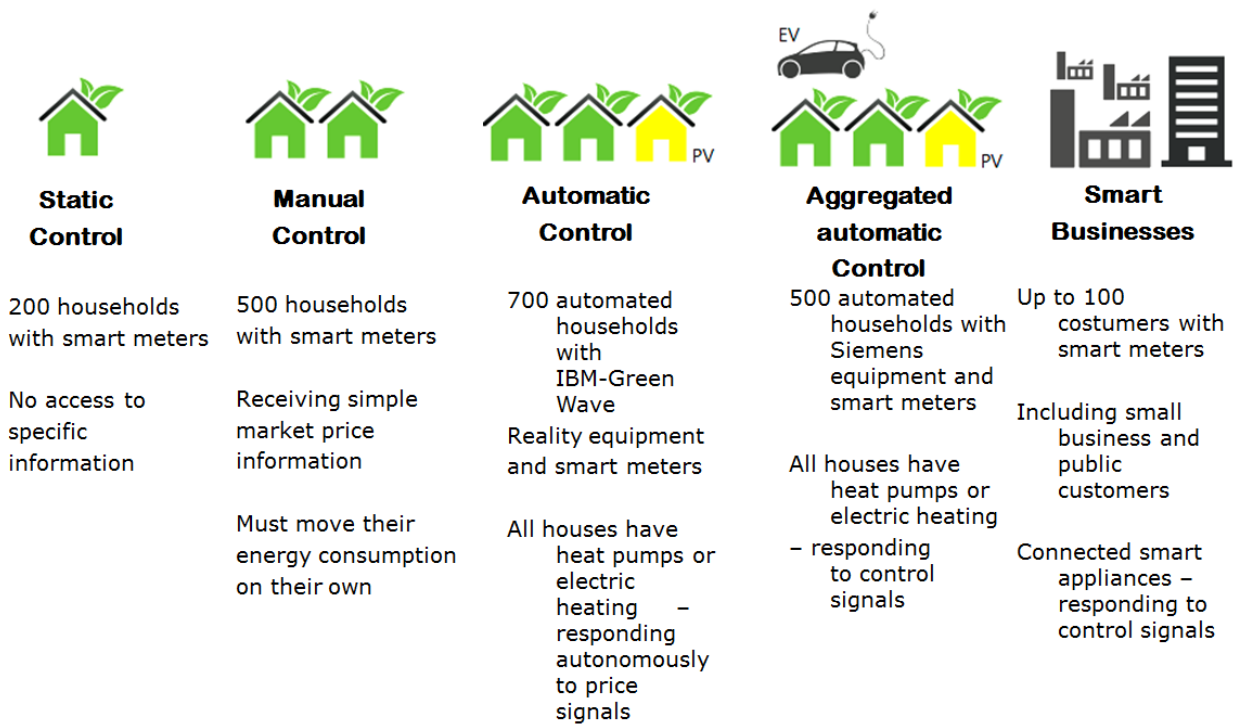 EV
PV
PV
Static
Control
200 households
with smart meters
No access to
specific
information
Manual
Control
500 households
with smart meters
Receiving simple
market price
information
Must move their
energy consumption
on their own
Automatic
Control
700 automated
households
with
IBM-Green
Wave
Reality equipment
and smart meters
All houses have
heat pumps or
electric
heating –
responding
autonomously
to price
signals
Aggregated
automatic
Control
500 automated
households with
Siemens
equipment and
smart meters
All houses have
heat pumps or
electric heating
– responding
to control
signals
Smart
Businesses
Up to 100
costumers with
smart meters
Including small
business and
public
customers
Connected smart
appliances –
responding to
control signals